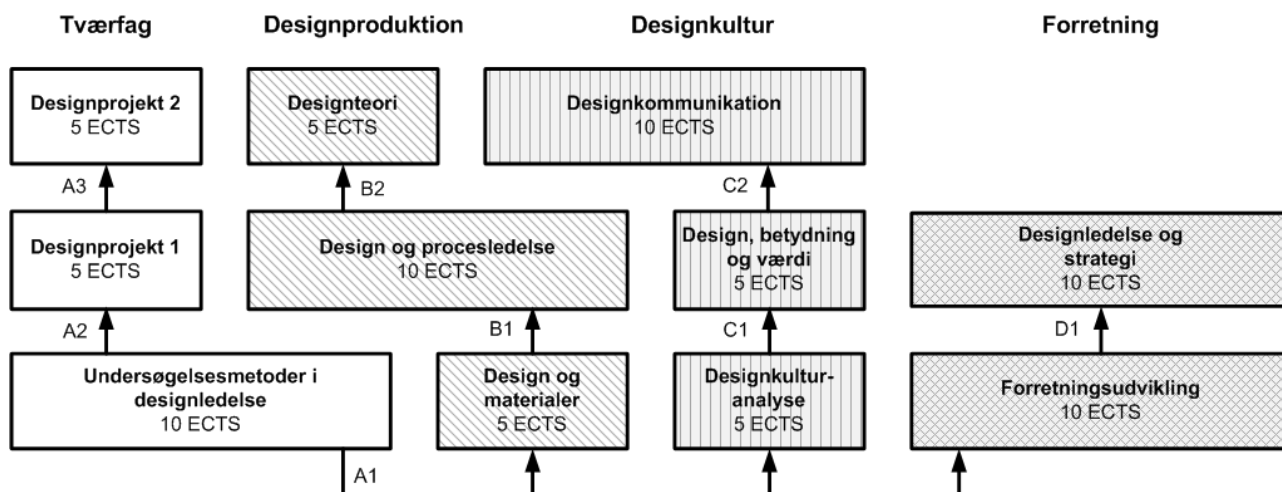 Tværfag
Designproduktion
Designkultur
Forretning
Designprojekt 2
5 ECTS
Designteori
5 ECTS
Designkommunikation
10 ECTS
A3
B2
C2
Designprojekt 1
5 ECTS
Design og procesledelse
10 ECTS
Design, betydning
og værdi
5 ECTS
Designledelse og
strategi
10 ECTS
A2
B1
C1
D1
Undersøgelsesmetoder i
designledelse
10 ECTS
Design og
materialer
5 ECTS
Designkultur-
analyse
5 ECTS
Forretningsudvikling
10 ECTS
A1